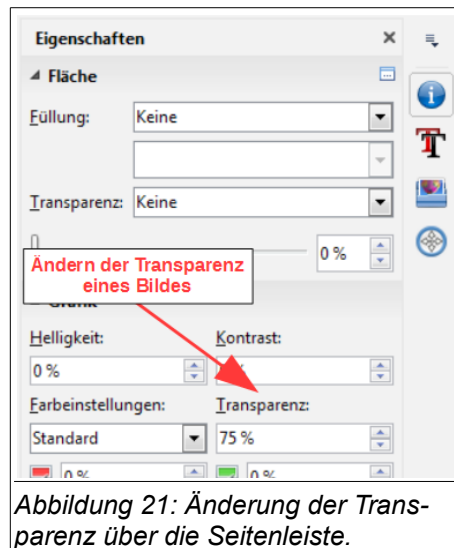 Eigenschaften
Fläche
Füllung: Keine
Transparenz: Keine
0 %
Ändern der Transparenz
eines Bildes
Helligkeit: Kontrast:
0 %
Farbeinstellungen: Transparenz:
Standard 75 %
0 % 0 %
Abbildung 21: Änderung der Trans-
parenz über die Seitenleiste.